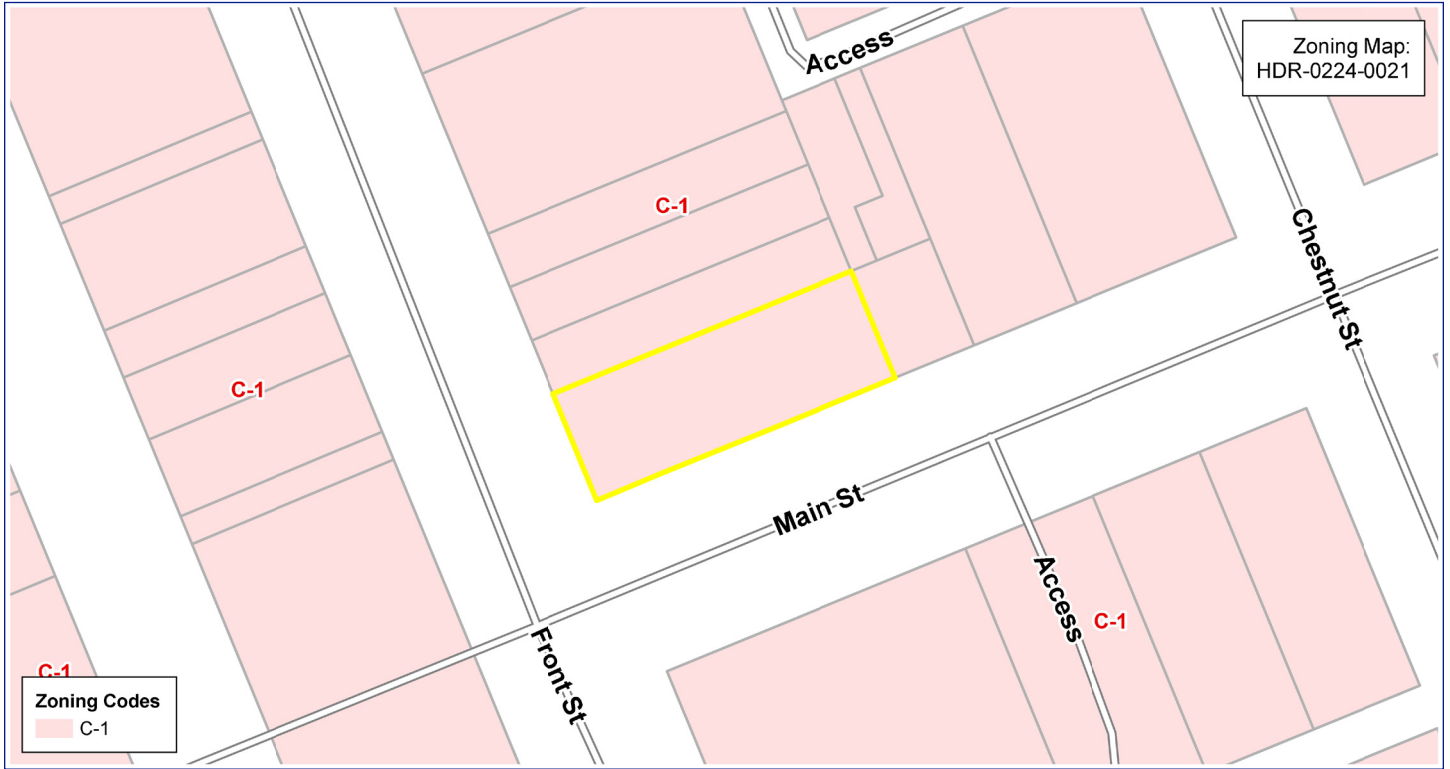 Access
Zoning Map:
HDR-0224-0021
C-1
Chestnut St
C-1
Main St
Access
C-1
Front St
C-1
Zoning Codes
C-1